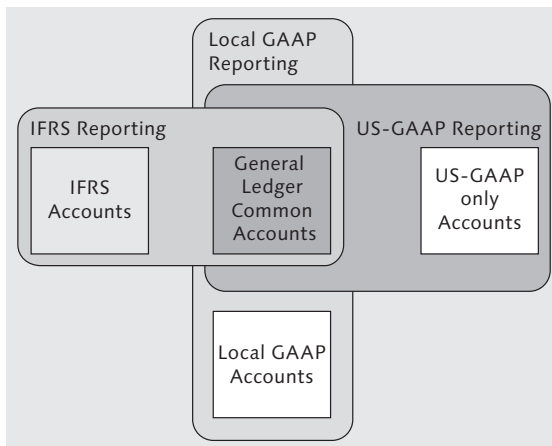 Local GAAP
Reporting
IFRS Reporting
US-GAAP Reporting
IFRS
Accounts
General
Ledger
Common
Accounts
US-GAAP
only
Accounts
Local GAAP
Accounts